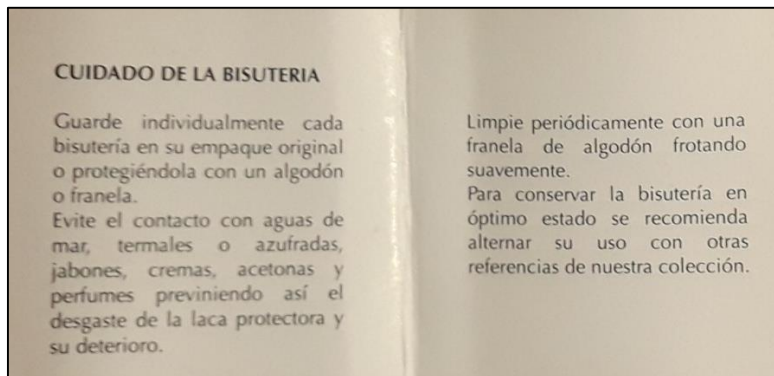 CUIDADO DE LA BISUTERIA
Guarde individualmente cada
bisutería en su empaque original
o protegiéndola con un algodón
o franela.
Evite el contacto con aguas de
mar, termales o azufradas,
jabones, cremas, acetonas y
perfumes previniendo así el
desgaste de la laca protectora y
su deterioro.
Limpie periódicamente con una
franela de algodón frotando
suavemente.
Para conservar la bisutería en
óptimo estado se recomienda
alternar su uso con otras
referencias de nuestra colección.